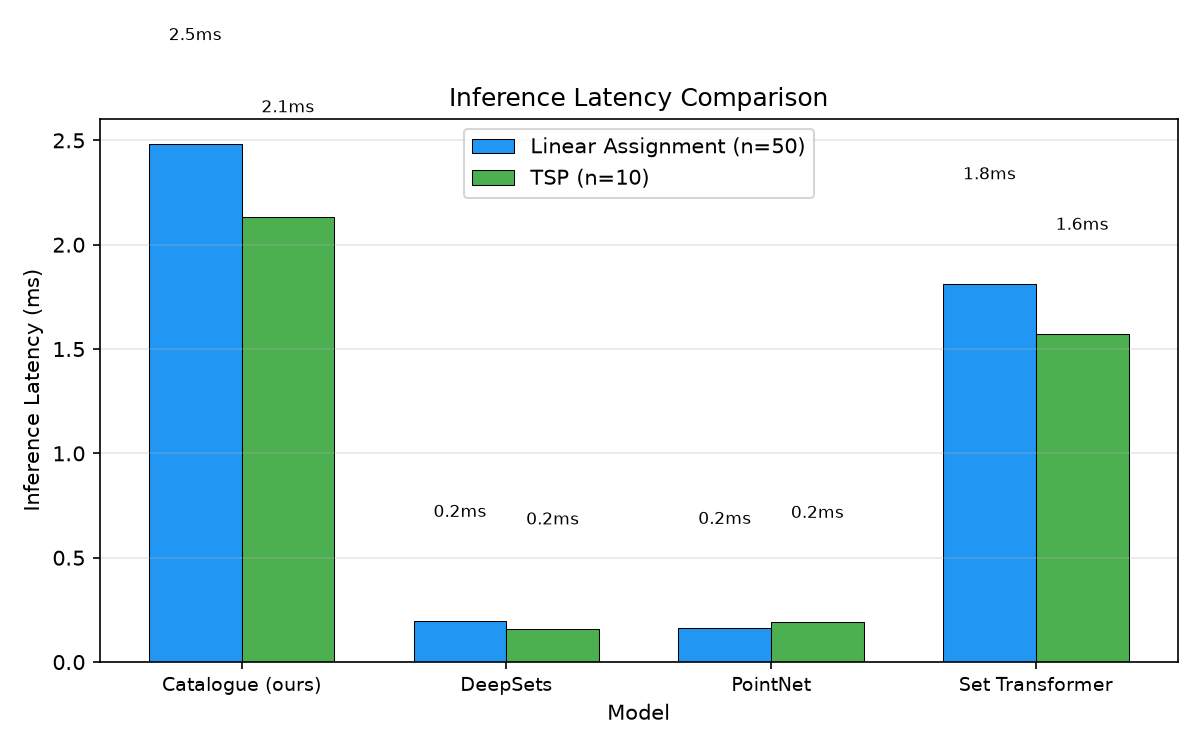 2.5ms
2.1ms
Inference Latency Comparison
Linear Assignment (n=50)
TSP (n=10)
1.8ms
1.6ms
0.2ms
0.2ms
0.2ms
0.2ms
2.5
2.0
1.5
1.0
0.5
0.0
Inference Latency (ms)
Catalogue (ours)
DeepSets
PointNet
Set Transformer
Model